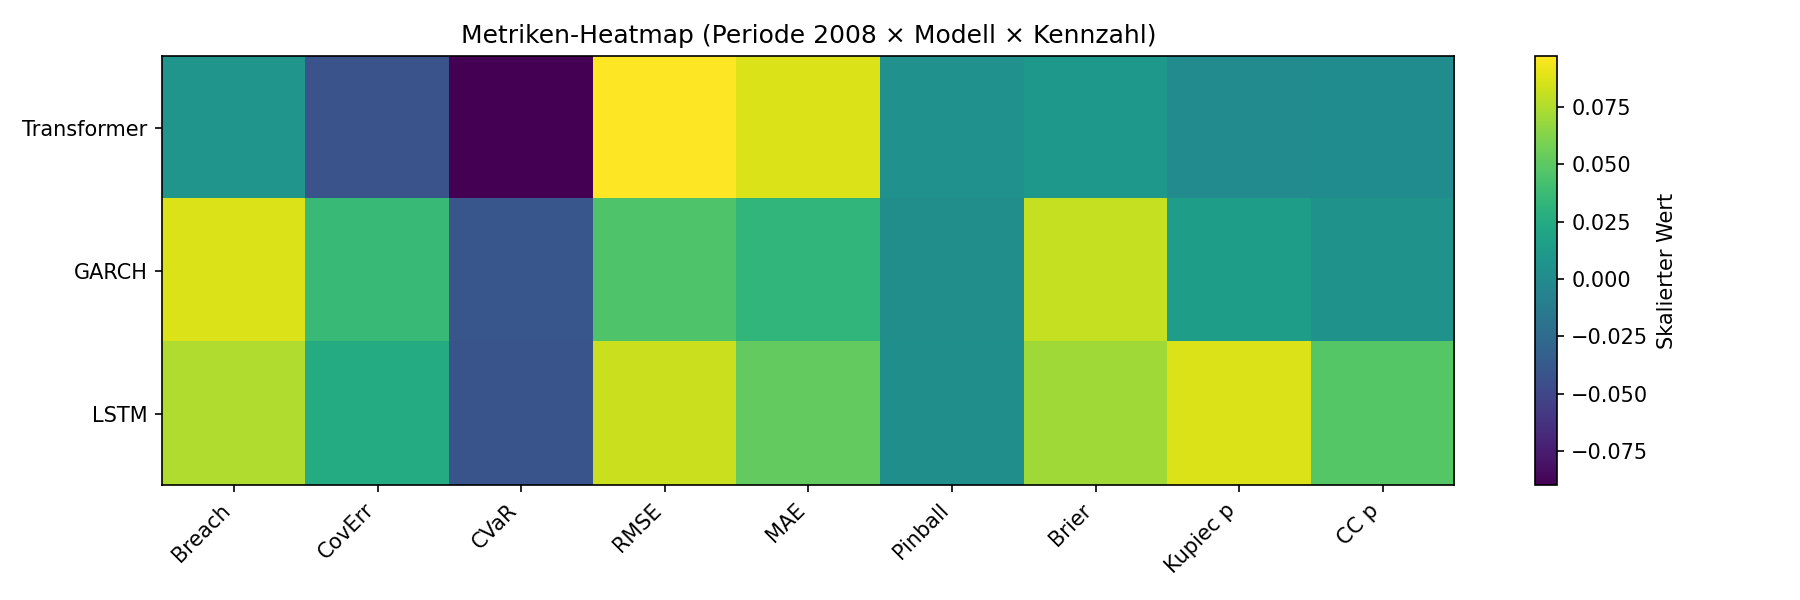 Metriken-Heatmap (Periode 2008 × Modell × Kennzahl)
Transformer
GARCH
LSTM
Breach
CovErr
CVaR
RMSE
MAE
Pinball
Brier
Kupiec p
CC p
0.075
0.050
0.025
0.000
−0.025
−0.050
−0.075
Skalierter Wert